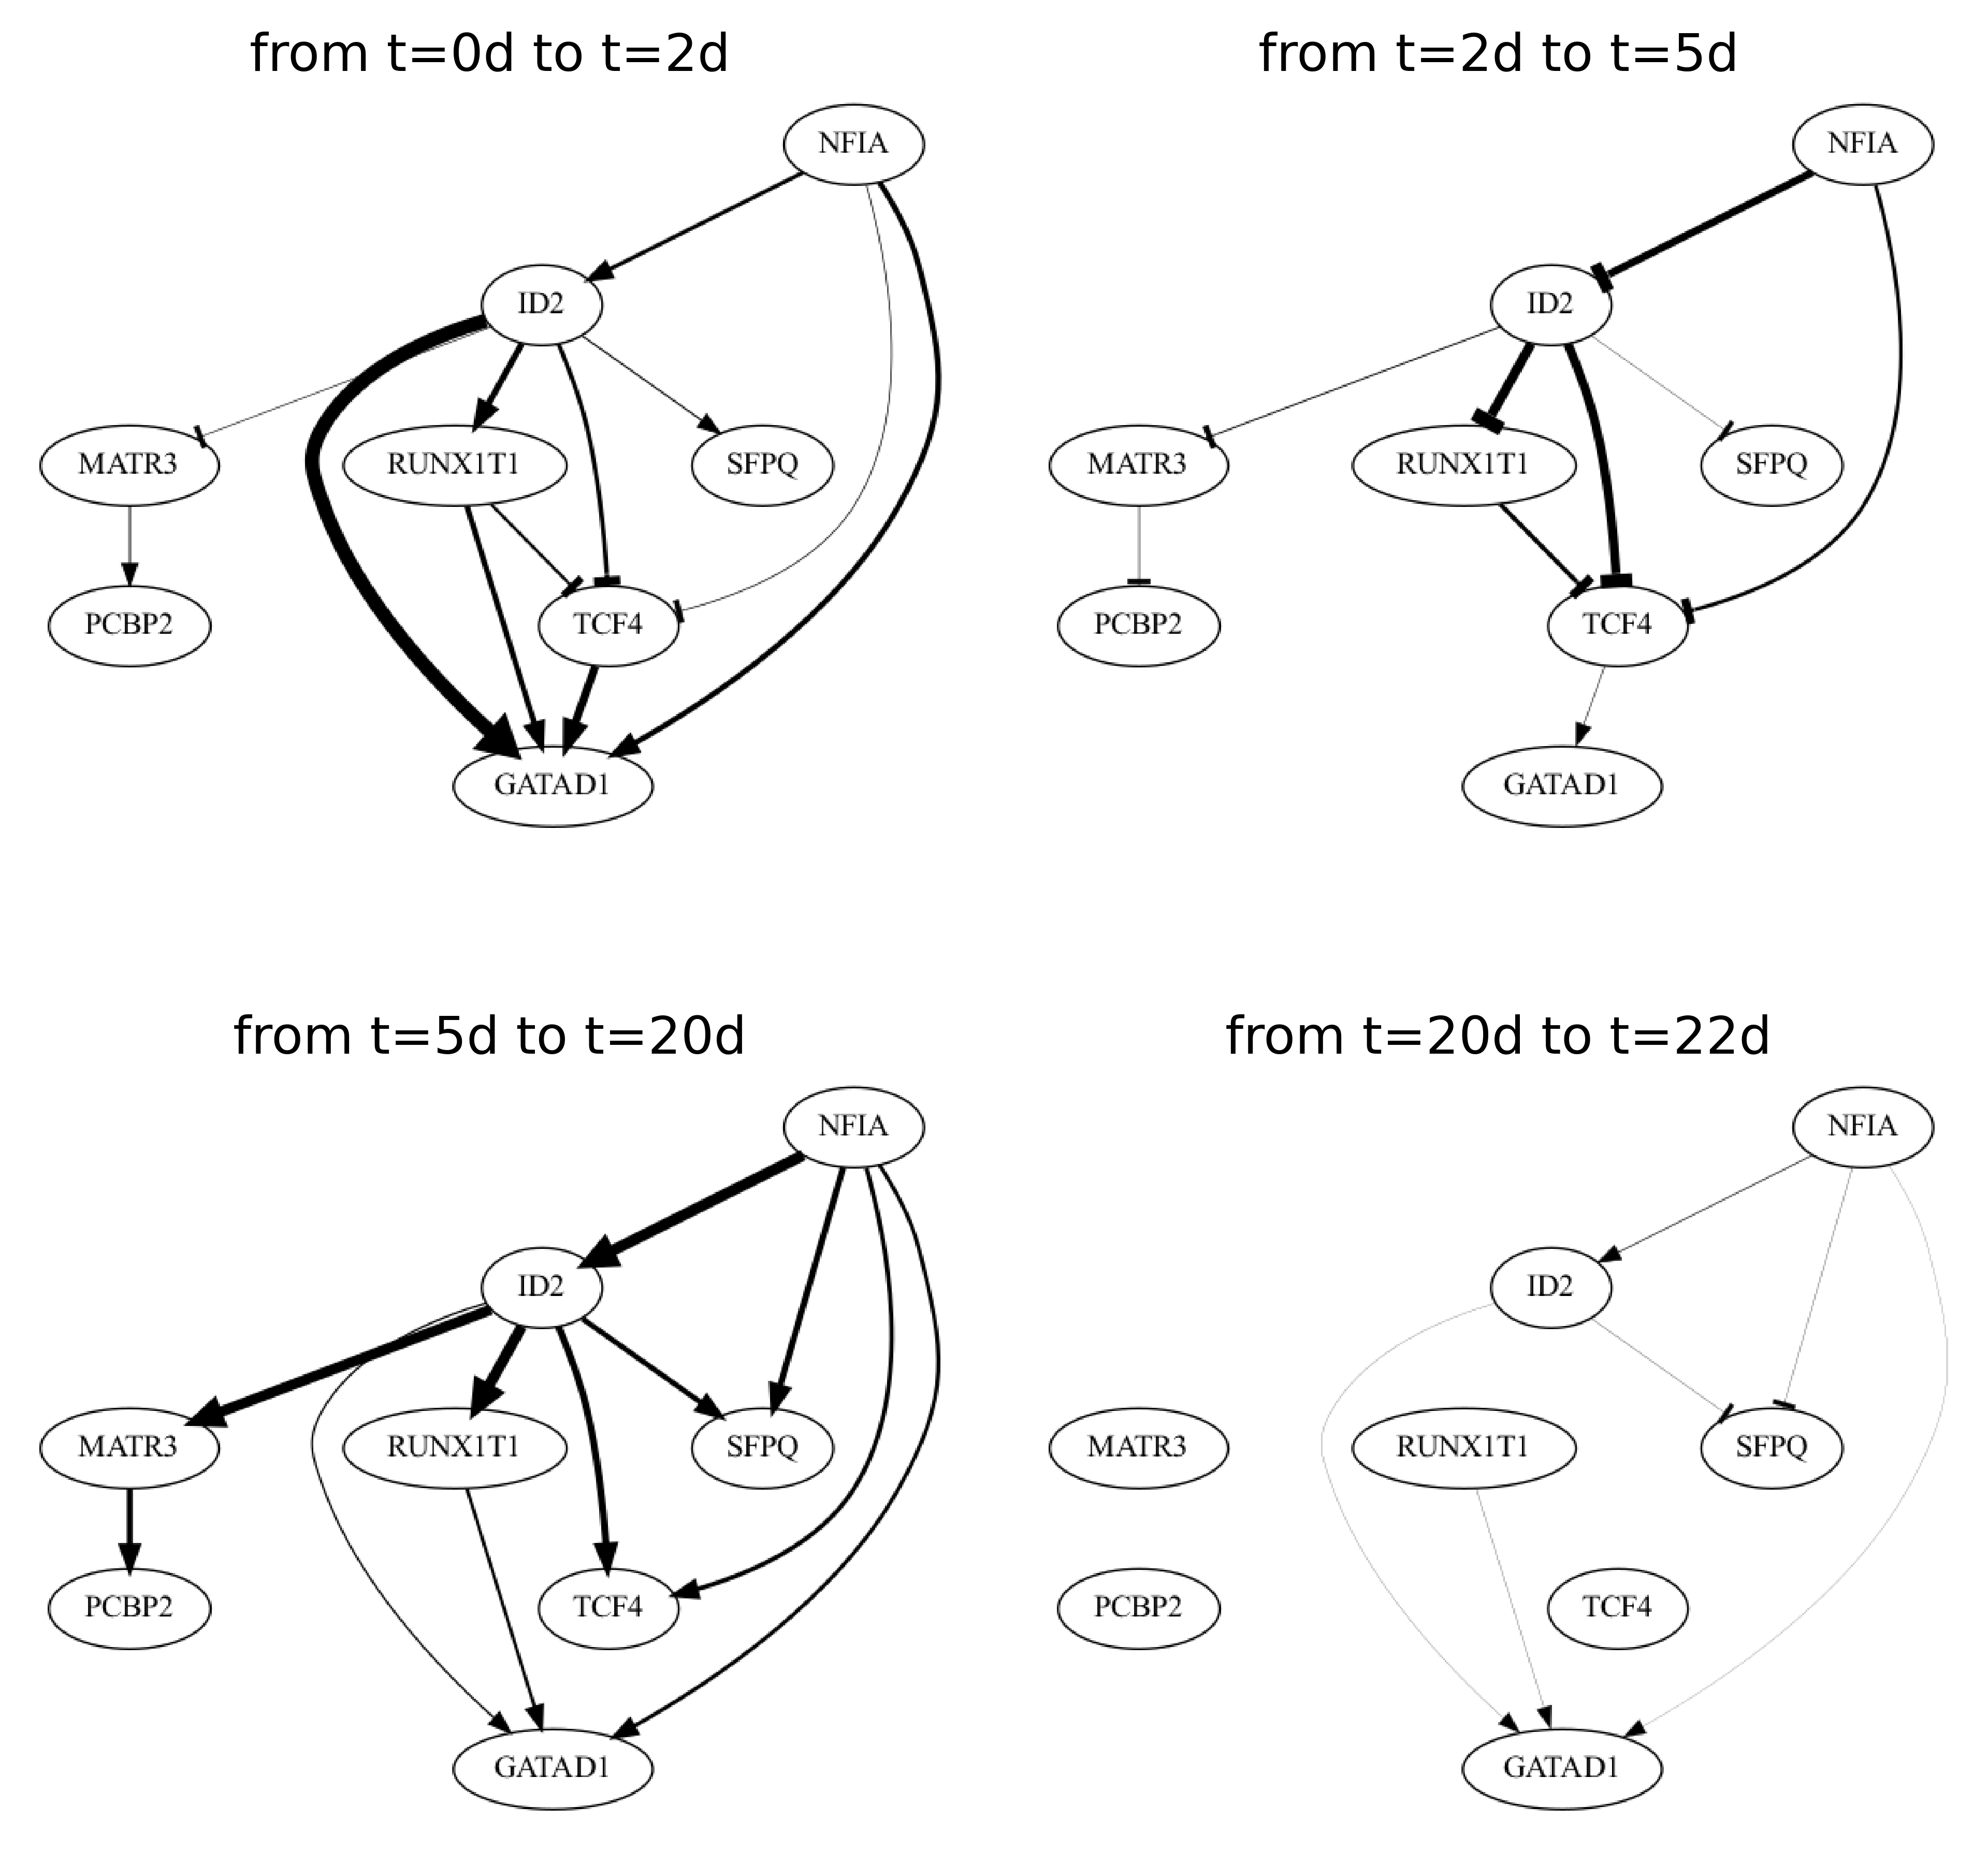 from t=0d to t=2d
NFIA
ID2
MATR3
RUNX1T1
SFPQ
PCBP2
TCF4
GATAD1
from t=2d to t=5d
NFIA
ID2
MATR3
RUNX1T1
SFPQ
PCBP2
TCF4
GATAD1
from t=5d to t=20d
NFIA
ID2
MATR3
RUNX1T1
SFPQ
PCBP2
TCF4
GATAD1
from t=20d to t=22d
NFIA
ID2
MATR3
RUNX1T1
SFPQ
PCBP2
TCF4
GATAD1